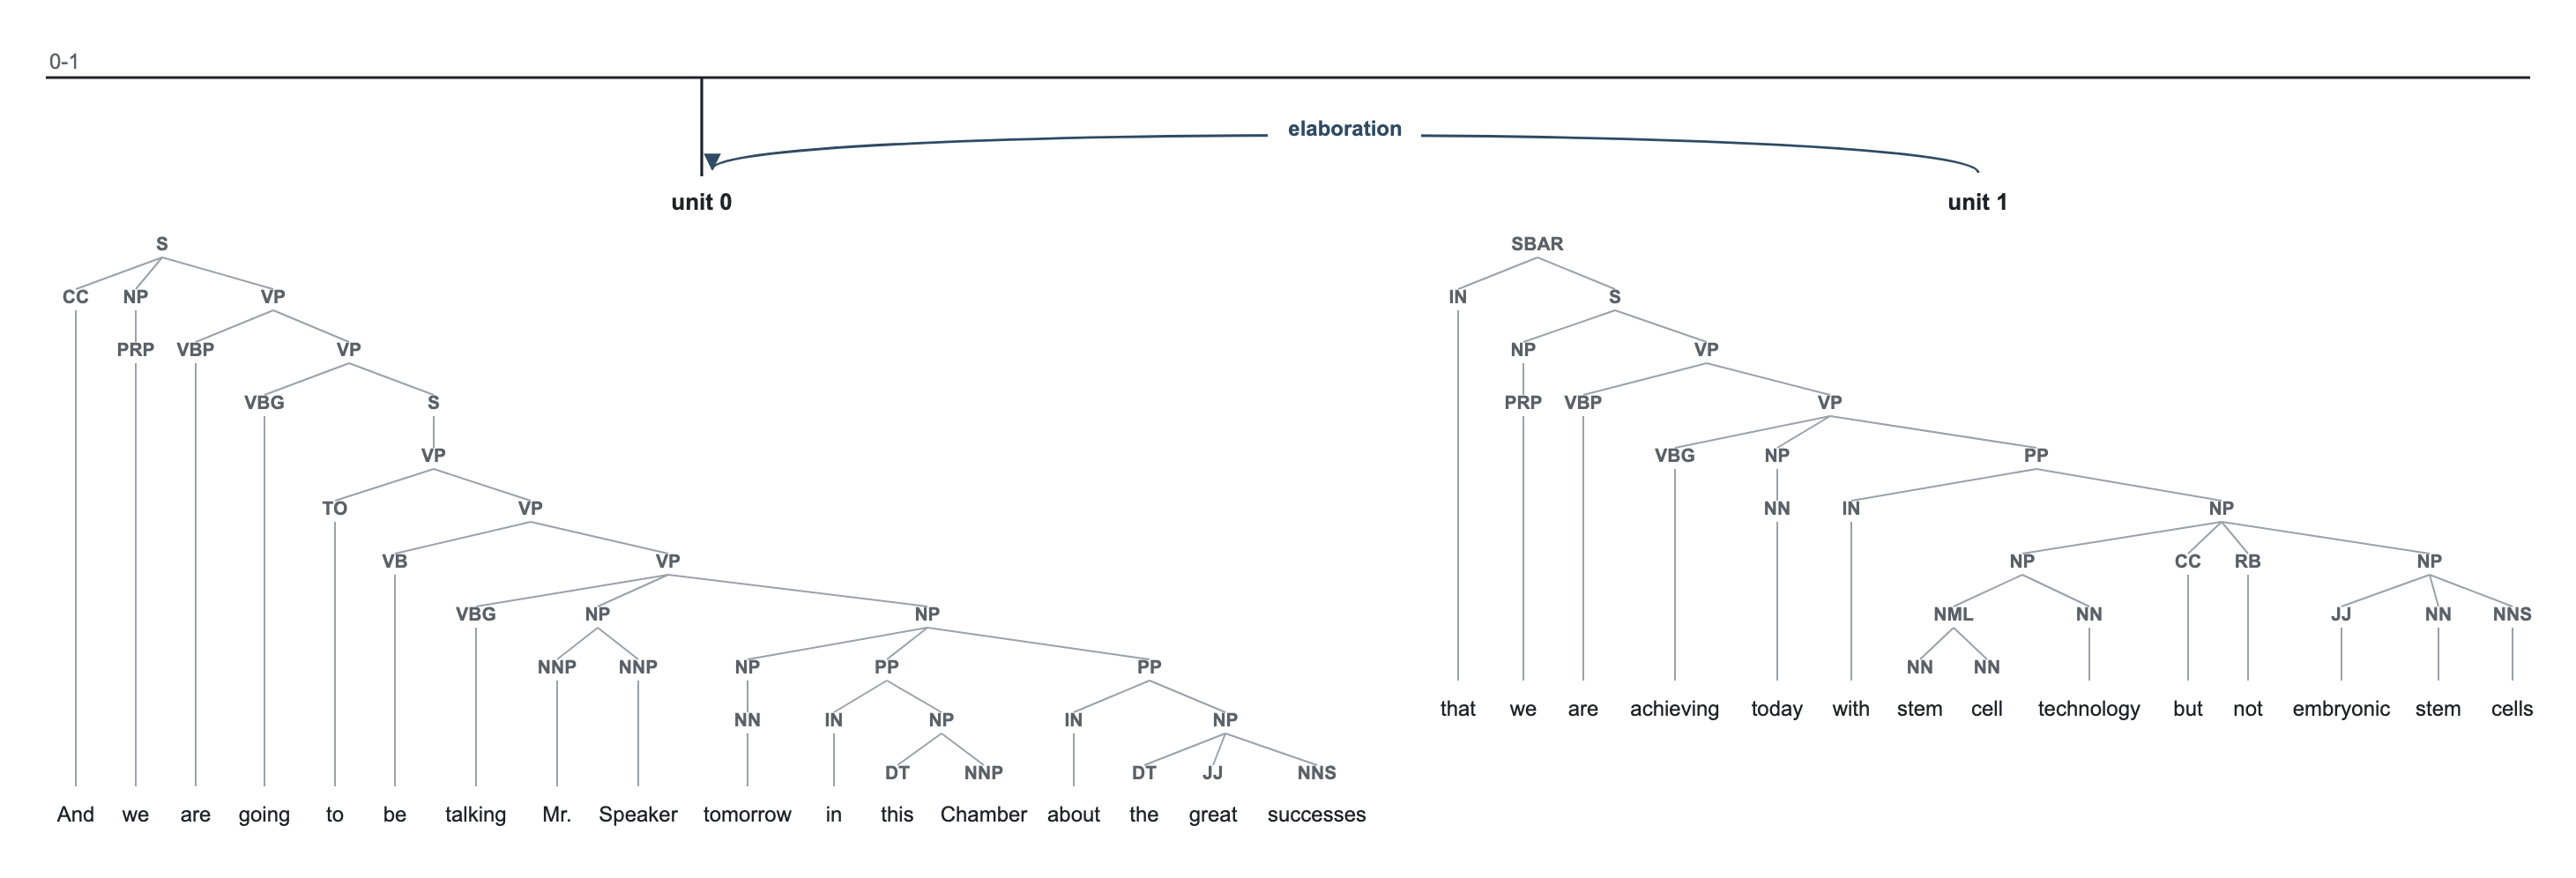 0-1
elaboration
unit 0 unit 1
S SBAR
CC NP VP IN S
PRP VBP VP NP VP
VBG S PRP VBP VP
VP VBG NP PP
TO VP NN IN NP
VB VP NP CC RB NP
VBG NP NP NML NN JJ NN NNS
NNP NNP NP PP PP NN NN
that we are achieving today with stem cell technology but not embryonic stem cells
NN IN NP IN NP
DT NNP DT JJ NNS
And we are going to be talking Mr. Speaker tomorrow in this Chamber about the great successes